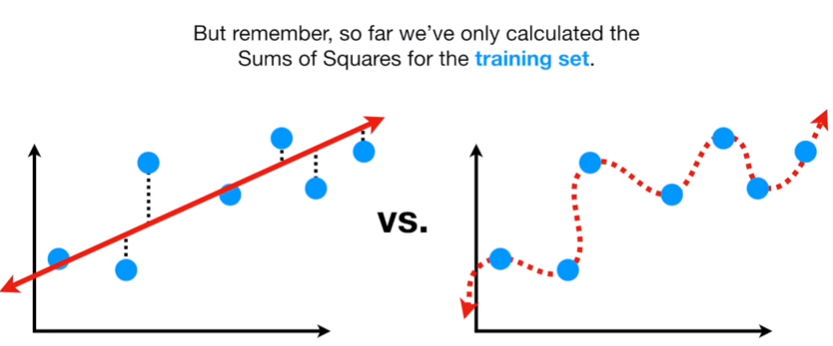 But remember, so far we’ve only calculated the
Sums of Squares for the training set.
vs.